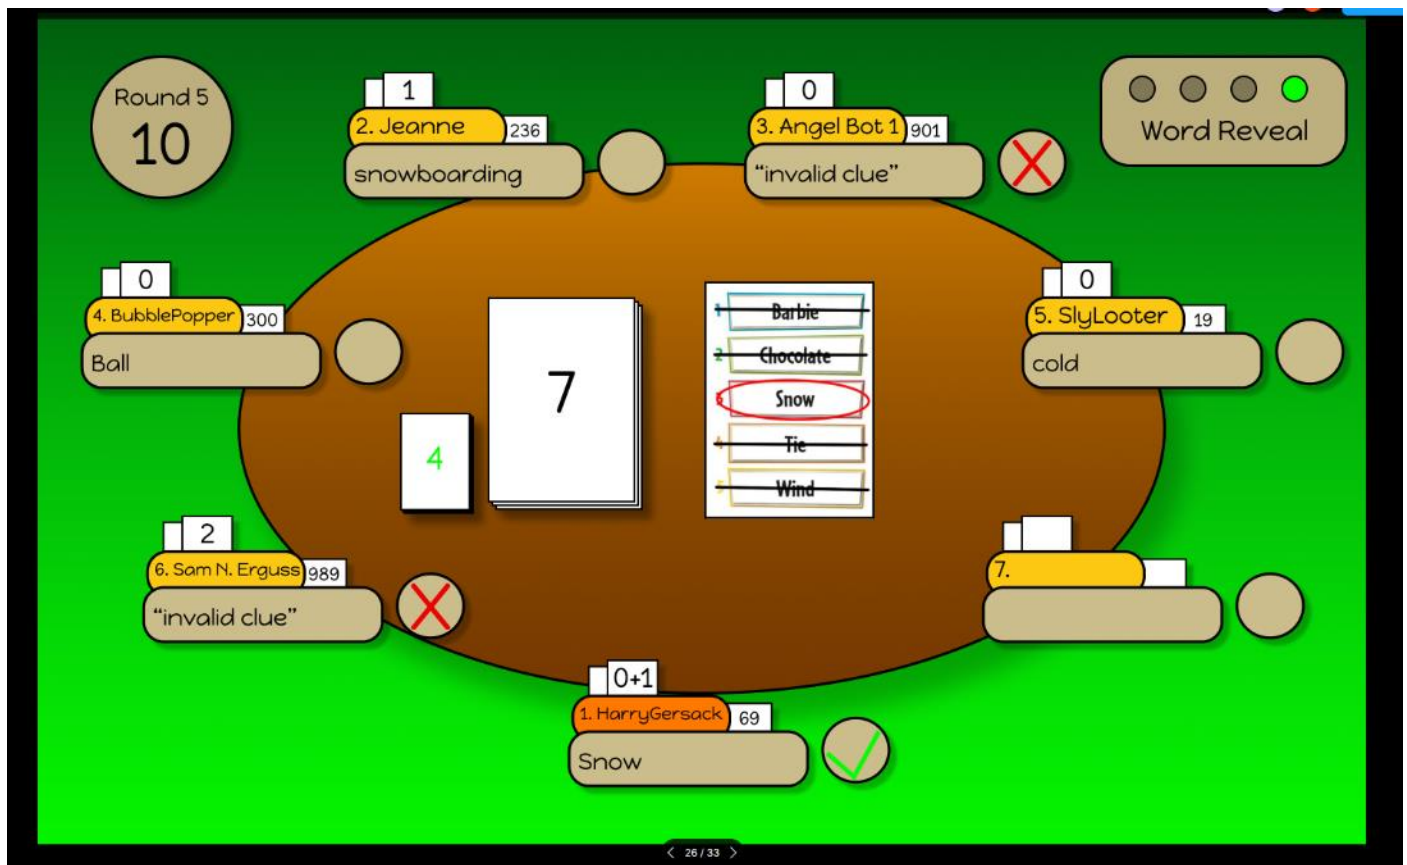 Round 5
10
1
2. Jeanne
236
snowboarding
0
3. Angel Bot 1
901
"invalid clue"
Word Reveal
0
4. BubblePopper
300
Ball
0
5. SlyLooter
19
cold
4
7
1 Barbie
2 Chocolate
3 Snow
4 Tie
5 Wind
2
6. Sam N. Erguss
989
"invalid clue"
7.
0+1
1. HarryGersack
69
Snow
26 / 33